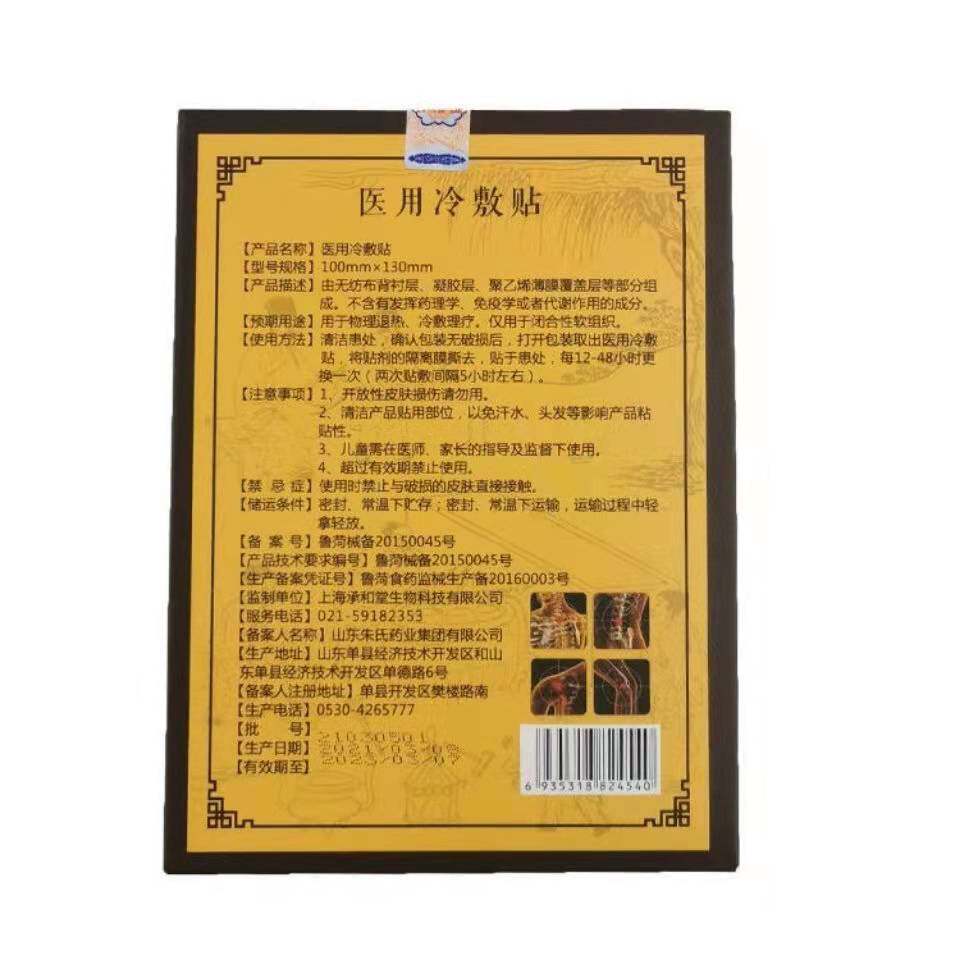 医用冷敷贴
【产品名称】医用冷敷贴
【型号规格】100mm×130mm
【产品描述】由无纺布背衬层、凝胶层、聚乙烯薄膜覆盖层等部分组
成。不含有发挥药理学、免疫学或者代谢作用的成分。
【预期用途】用于物理退热、冷敷理疗。仅用于闭合性软组织。
【使用方法】清洁患处，确认包装无破损后，打开包装取出医用冷敷
贴，将贴剂的隔离膜撕去，贴于患处，每12-48小时更
换一次（两次贴敷间隔5小时左右）。
【注意事项】1、开放性皮肤损伤请勿用。
2、清洁产品贴用部位，以免汗水、头发等影响产品粘
贴性。
3、儿童需在医师、家长的指导及监督下使用。
4、超过有效期禁止使用。
【禁 忌 症】使用时禁止与破损的皮肤直接接触。
【储运条件】密封、常温下贮存；密封、常温下运输，运输过程中轻
拿轻放。
【备 案 号】鲁菏械备20150045号
【产品技术要求编号】鲁菏械备20150045号
【生产备案凭证号】鲁菏食药监械生产备20160003号
【监制单位】上海承和堂生物科技有限公司
【服务电话】021-59182353
【备案人名称】山东朱氏药业集团有限公司
【生产地址】山东单县经济技术开发区和山
东单县经济技术开发区单德路6号
【备案人注册地址】单县开发区樊楼路南
【生产电话】0530-4265777
【批 号】21030501
【生产日期】2021/03/08
【有效期至】2023/03/07
6 935318 824540